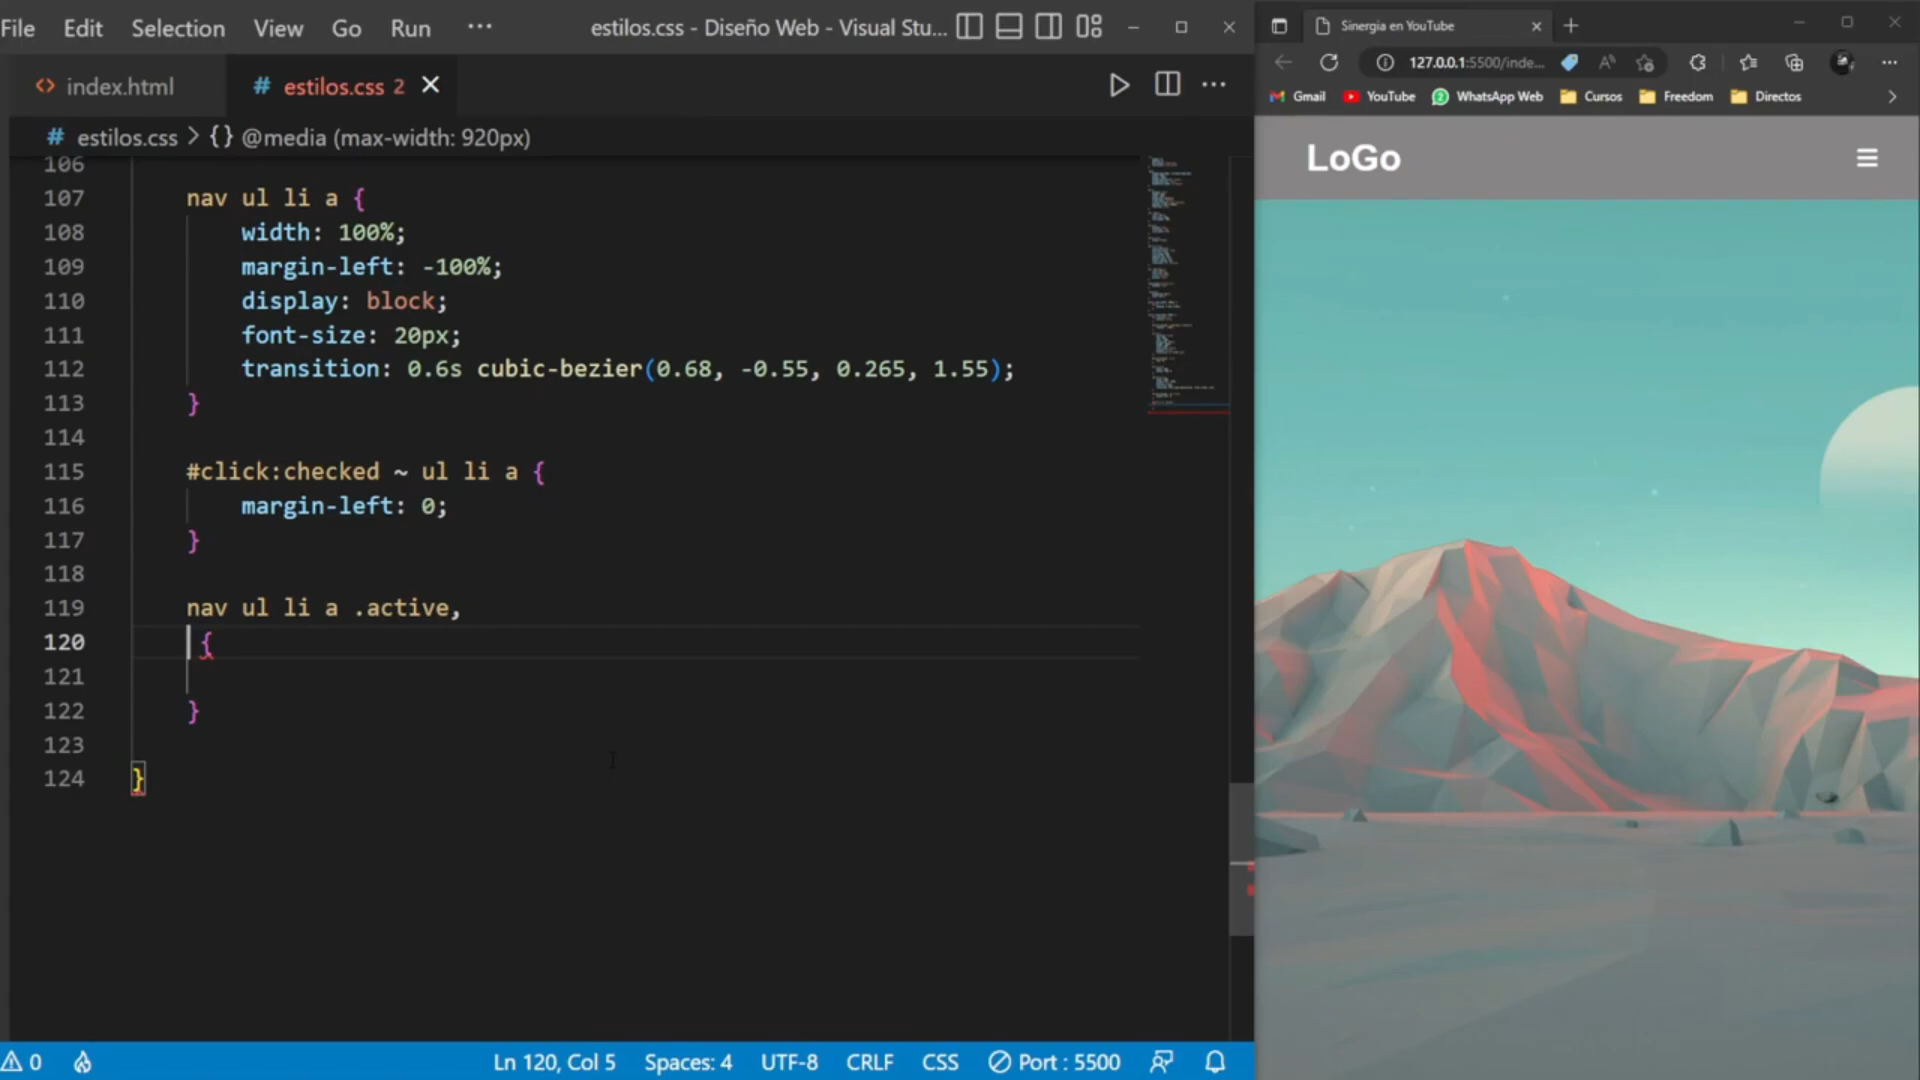 File Edit Selection View Go Run ···
estilos.css - Diseño Web - Visual Stu...
index.html
# estilos.css 2
# estilos.css > {} @media (max-width: 920px)
106
107 nav ul li a {
108 width: 100%;
109 margin-left: -100%;
110 display: block;
111 font-size: 20px;
112 transition: 0.6s cubic-bezier(0.68, -0.55, 0.265, 1.55);
113 }
114
115 #click:checked ~ ul li a {
116 margin-left: 0;
117 }
118
119 nav ul li a .active,
120 {
121
122 }
123
124 }
0
Ln 120, Col 5 Spaces: 4 UTF-8 CRLF CSS Port : 5500
Sinergia en YouTube
127.0.0.1:5500/inde...
Gmail YouTube WhatsApp Web Cursos Freedom Directos
LoGo